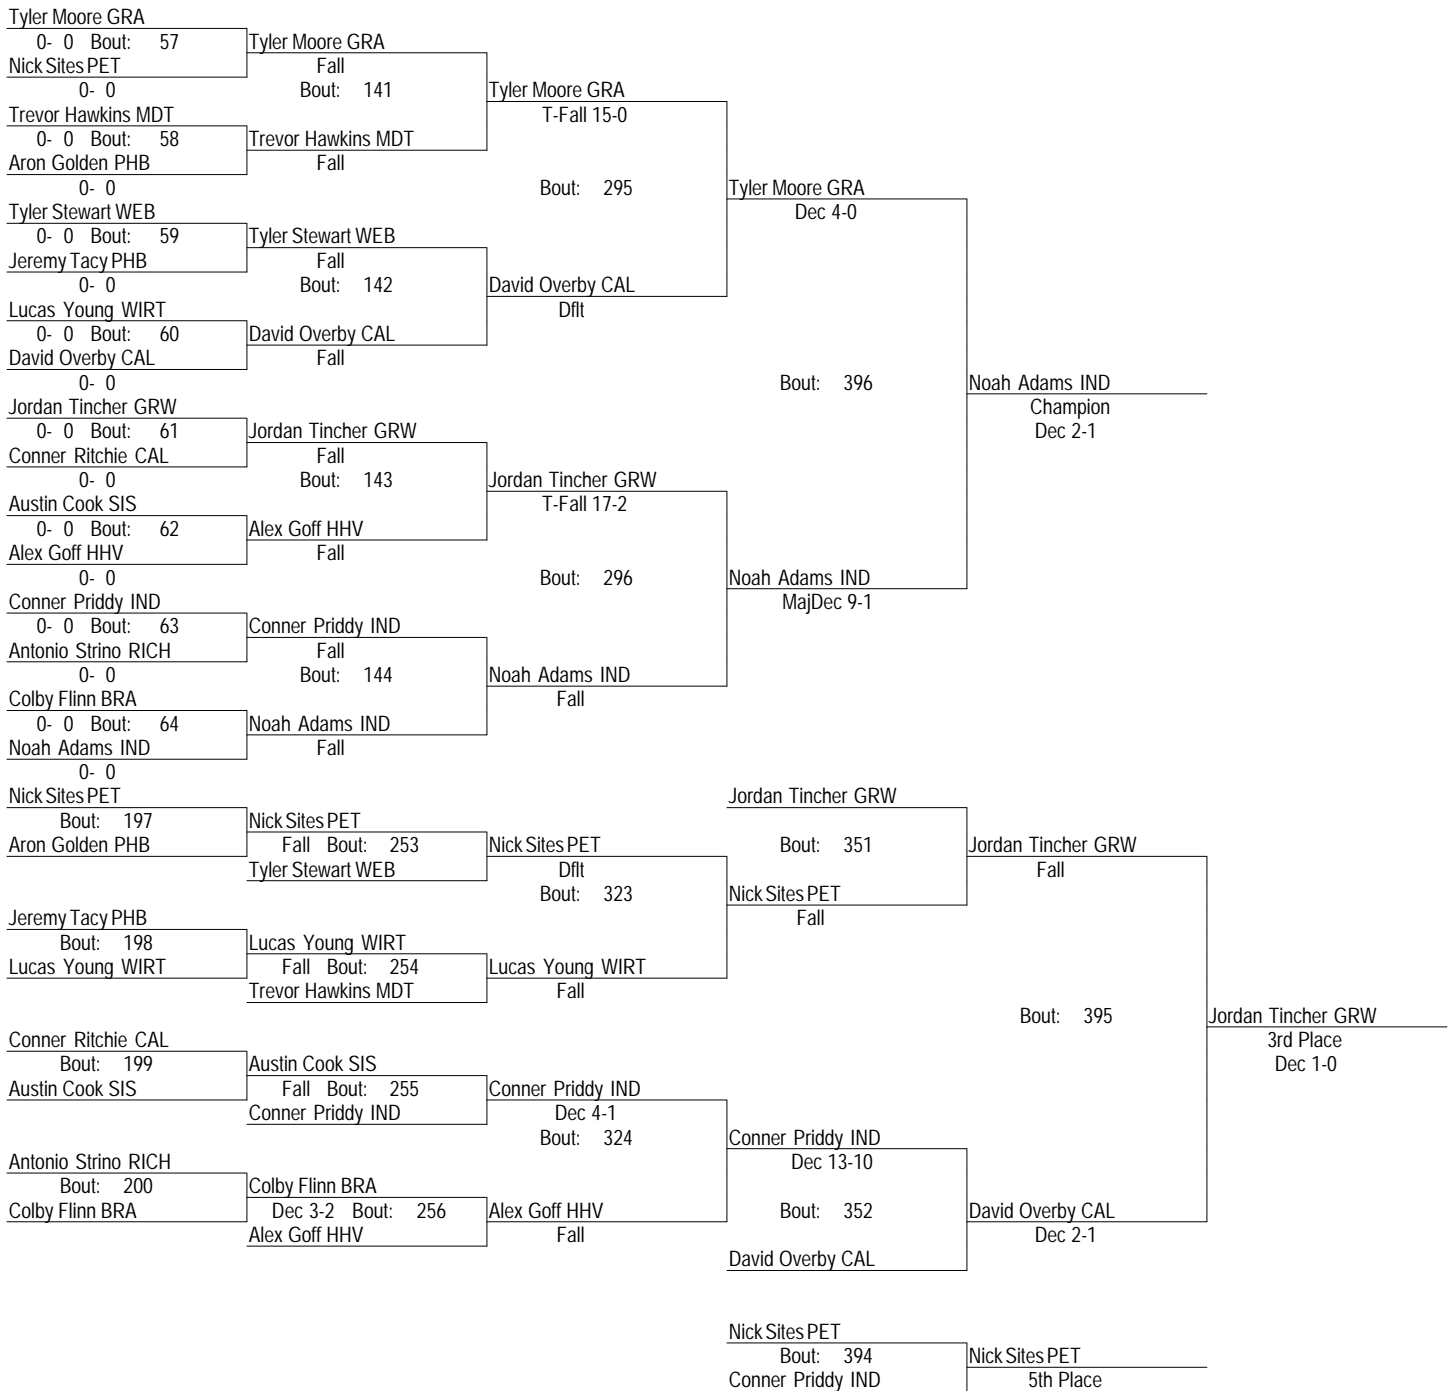 Tyler Moore GRA
0- 0 Bout: 57 Tyler Moore GRA
Nick Sites PET Fall
0- 0 Bout: 141 Tyler Moore GRA
Trevor Hawkins MDT T-Fall 15-0
0- 0 Bout: 58 Trevor Hawkins MDT
Aron Golden PHB Fall
0- 0 Bout: 295 Tyler Moore GRA
Tyler Stewart WEB Dec 4-0
0- 0 Bout: 59 Tyler Stewart WEB
Jeremy Tacy PHB Fall
0- 0 Bout: 142 David Overby CAL
Lucas Young WIRT Dflt
0- 0 Bout: 60 David Overby CAL
David Overby CAL Fall
0- 0 Bout: 396 Noah Adams IND
Jordan Tincher GRW Champion
0- 0 Bout: 61 Jordan Tincher GRW Dec 2-1
Conner Ritchie CAL Fall
0- 0 Bout: 143 Jordan Tincher GRW
Austin Cook SIS T-Fall 17-2
0- 0 Bout: 62 Alex Goff HHV
Alex Goff HHV Fall
0- 0 Bout: 296 Noah Adams IND
Conner Priddy IND MajDec 9-1
0- 0 Bout: 63 Conner Priddy IND
Antonio Strino RICH Fall
0- 0 Bout: 144 Noah Adams IND
Colby Flinn BRA Fall
0- 0 Bout: 64 Noah Adams IND
Noah Adams IND Fall
0- 0
Nick Sites PET Jordan Tincher GRW
Bout: 197 Nick Sites PET
Aron Golden PHB Fall Bout: 253 Nick Sites PET Bout: 351 Jordan Tincher GRW
Tyler Stewart WEB Dflt Fall
Bout: 323 Nick Sites PET
Jeremy Tacy PHB Fall
Bout: 198 Lucas Young WIRT
Lucas Young WIRT Fall Bout: 254 Lucas Young WIRT
Trevor Hawkins MDT Fall
Bout: 395 Jordan Tincher GRW
Conner Ritchie CAL 3rd Place
Bout: 199 Austin Cook SIS Dec 1-0
Austin Cook SIS Fall Bout: 255 Conner Priddy IND
Conner Priddy IND Dec 4-1
Bout: 324 Conner Priddy IND
Antonio Strino RICH Dec 13-10
Bout: 200 Colby Flinn BRA
Colby Flinn BRA Dec 3-2 Bout: 256 Alex Goff HHV Bout: 352 David Overby CAL
Alex Goff HHV Fall Dec 2-1
David Overby CAL
Nick Sites PET
Bout: 394 Nick Sites PET
Conner Priddy IND 5th Place